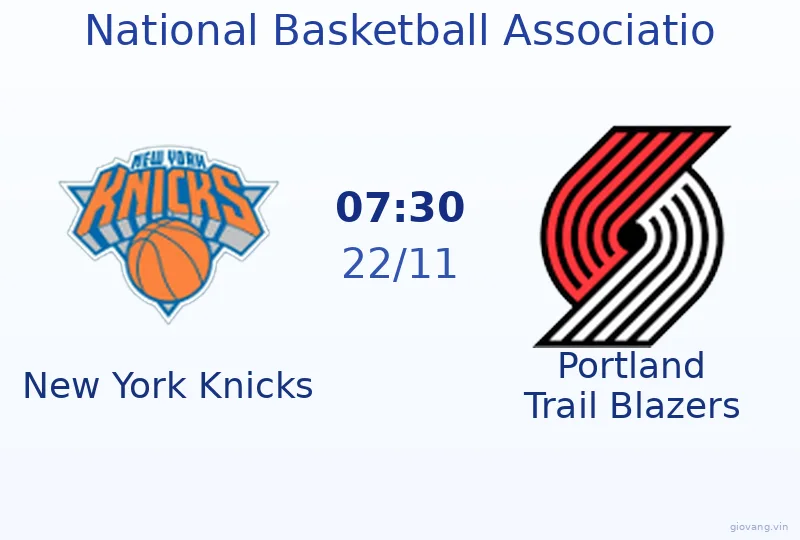 National Basketball Associatio
NEW YORK
KNICKS
07:30
22/11
New York Knicks
Portland
Trail Blazers
giovang.vin